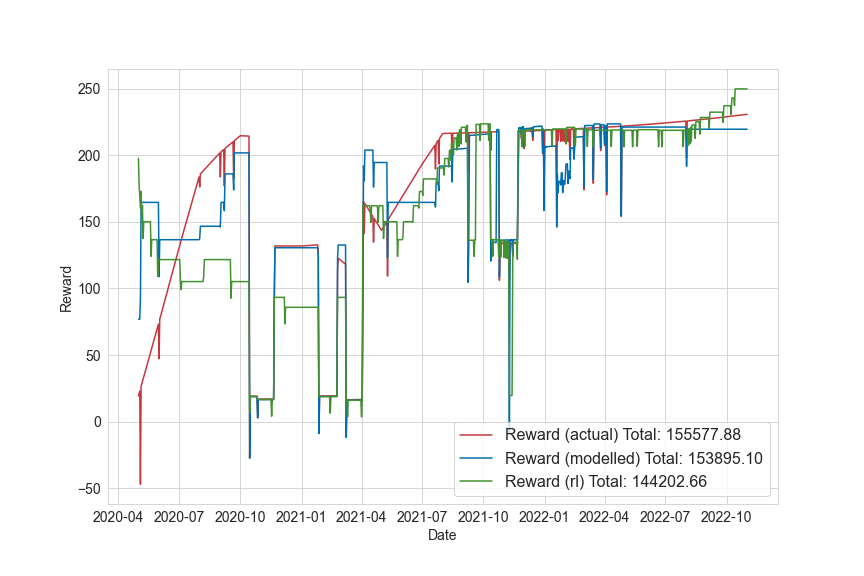 250
200
150
100
50
0
−50
Reward
Reward (actual) Total: 155577.88
Reward (modelled) Total: 153895.10
Reward (rl) Total: 144202.66
2020-04 2020-07 2020-10 2021-01 2021-04 2021-07 2021-10 2022-01 2022-04 2022-07 2022-10
Date